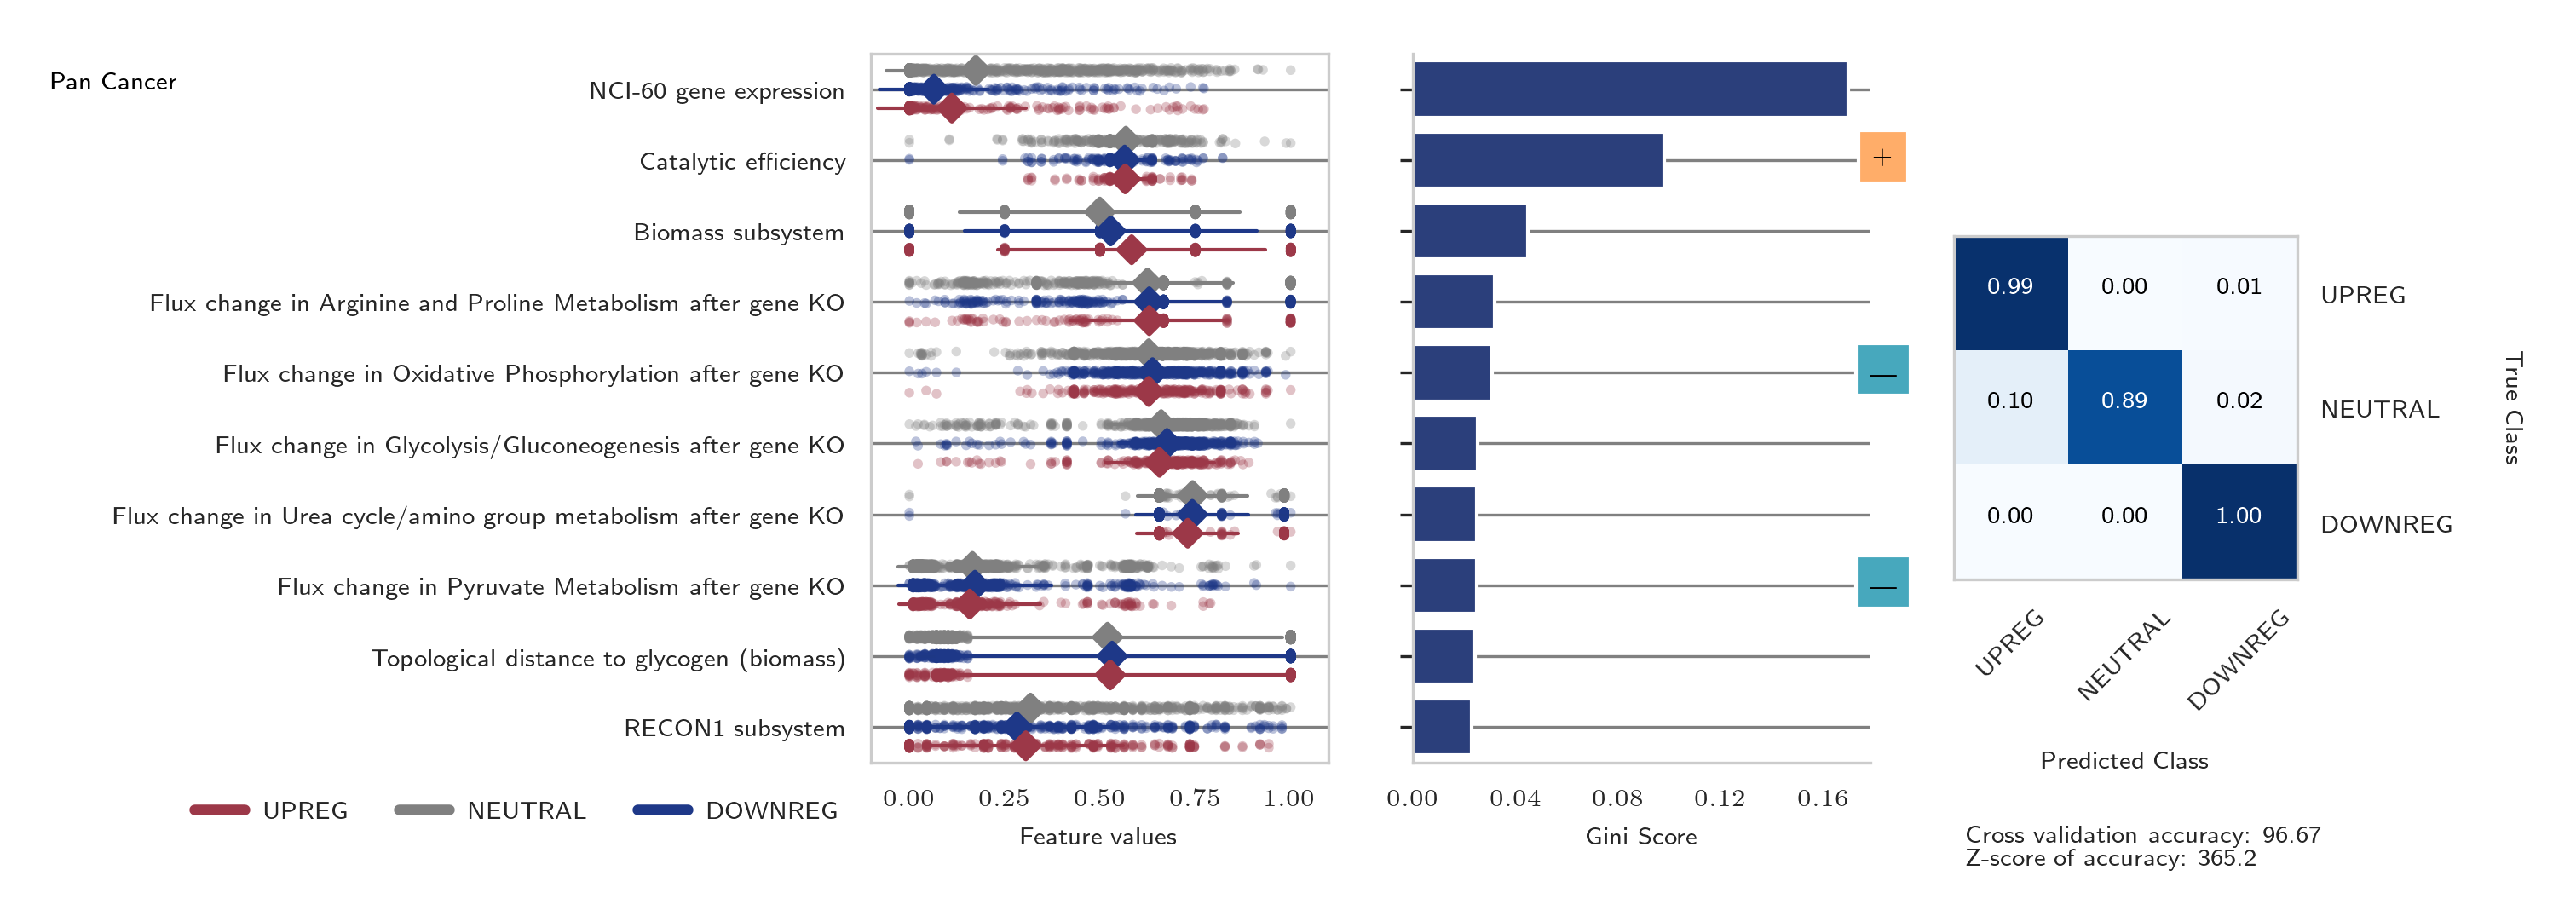 Pan Cancer
NCI-60 gene expression
Catalytic efficiency
Biomass subsystem
Flux change in Arginine and Proline Metabolism after gene KO
Flux change in Oxidative Phosphorylation after gene KO
Flux change in Glycolysis/Gluconeogenesis after gene KO
Flux change in Urea cycle/amino group metabolism after gene KO
Flux change in Pyruvate Metabolism after gene KO
Topological distance to glycogen (biomass)
RECON1 subsystem
UPREG NEUTRAL DOWNREG
0.00 0.25 0.50 0.75 1.00
Feature values
+
—
—
0.00 0.04 0.08 0.12 0.16
Gini Score
0.99 0.00 0.01 UPREG
0.10 0.89 0.02 NEUTRAL
0.00 0.00 1.00 DOWNREG
True Class
UPREG
NEUTRAL
DOWNREG
Predicted Class
Cross validation accuracy: 96.67
Z-score of accuracy: 365.2